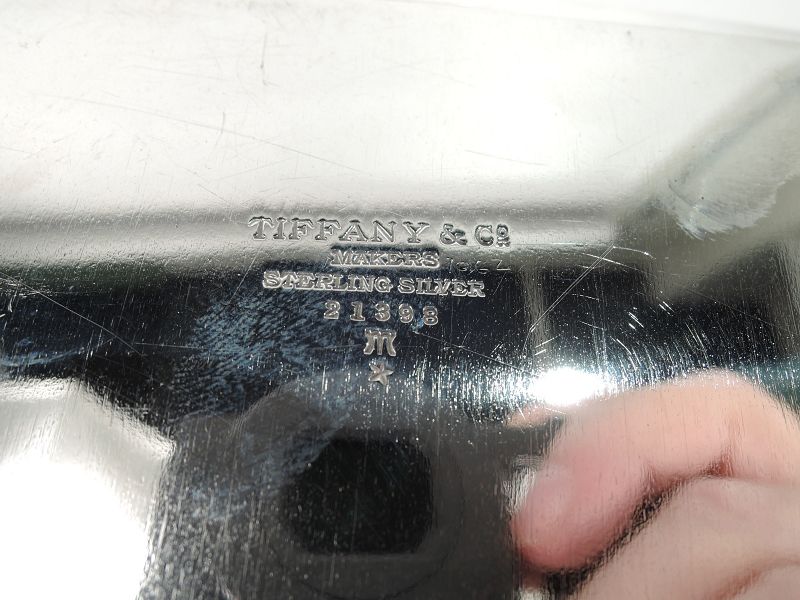 TIFFANY & Co
MAKERS
STERLING SILVER
21398
m